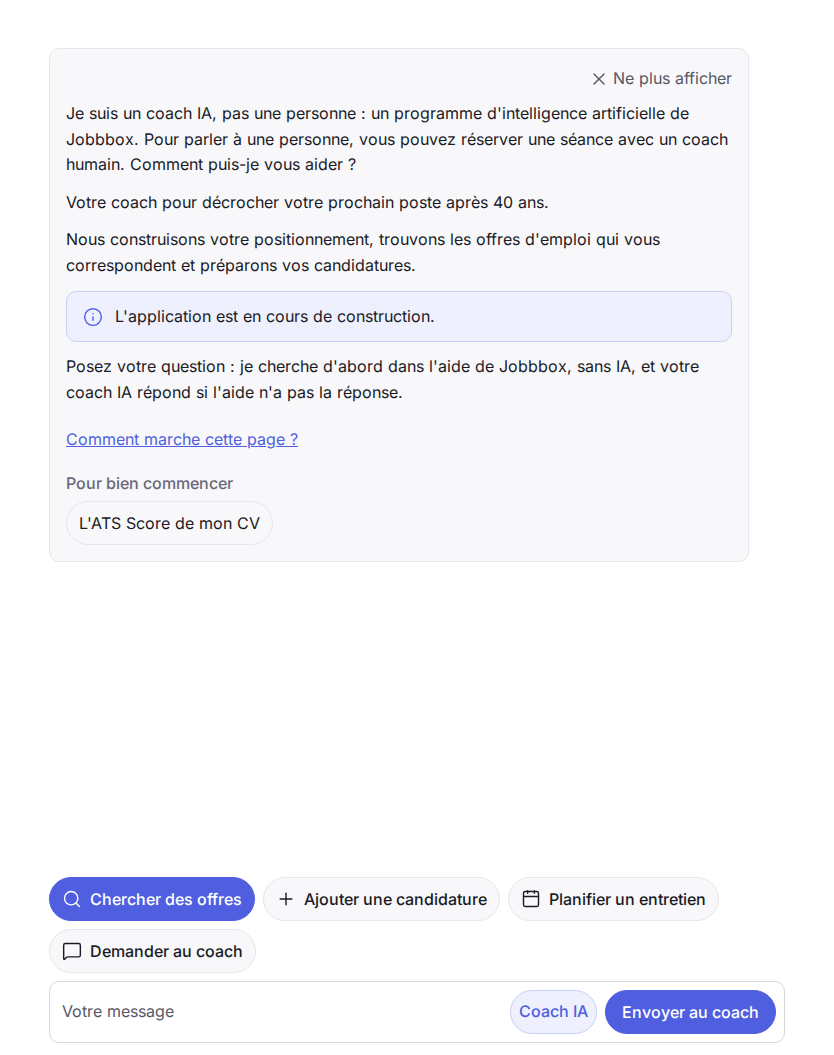 Ne plus afficher
Je suis un coach IA, pas une personne : un programme d'intelligence artificielle de
Jobbbox. Pour parler à une personne, vous pouvez réserver une séance avec un coach
humain. Comment puis-je vous aider ?
Votre coach pour décrocher votre prochain poste après 40 ans.
Nous construisons votre positionnement, trouvons les offres d'emploi qui vous
correspondent et préparons vos candidatures.
L'application est en cours de construction.
Posez votre question : je cherche d'abord dans l'aide de Jobbbox, sans IA, et votre
coach IA répond si l'aide n'a pas la réponse.
Comment marche cette page ?
Pour bien commencer
L'ATS Score de mon CV
Chercher des offres
Ajouter une candidature
Planifier un entretien
Demander au coach
Votre message
Coach IA
Envoyer au coach